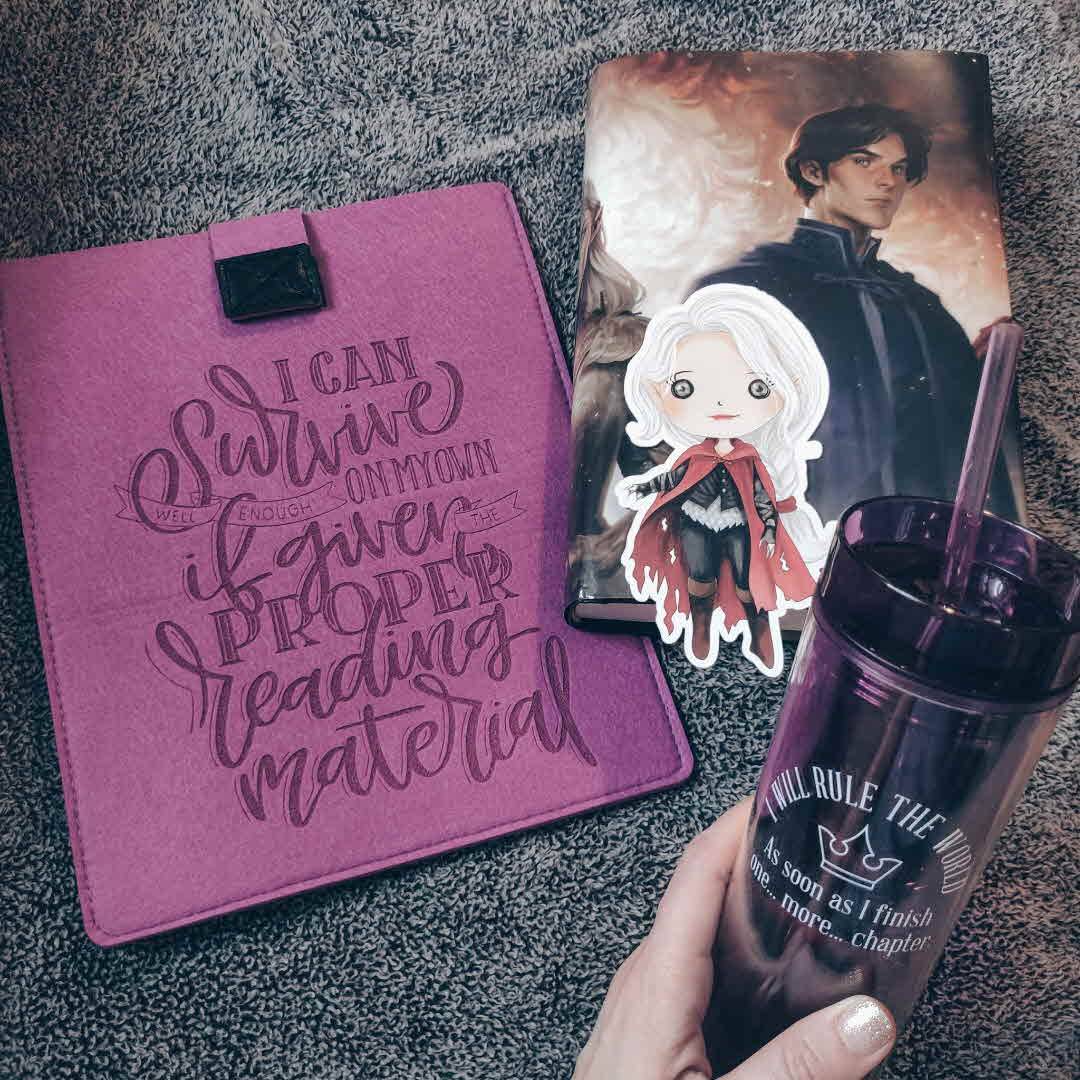 I CAN
Survive
ON MY OWN
WELL ENOUGH
if given THE
PROPER
reading
material
I WILL RULE THE WORLD
As soon as I finish
one... more... chapter.